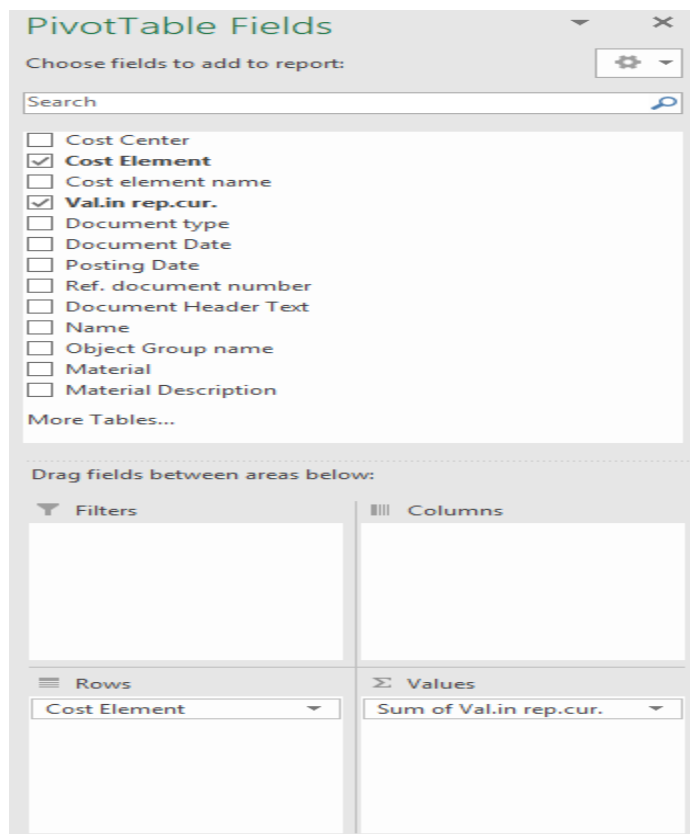 PivotTable Fields
Choose fields to add to report:
Search
Cost Center
Cost Element
Cost element name
Val.in rep.cur.
Document type
Document Date
Posting Date
Ref. document number
Document Header Text
Name
Object Group name
Material
Material Description
More Tables...
Drag fields between areas below:
Filters
Columns
Rows
Cost Element
Σ Values
Sum of Val.in rep.cur.